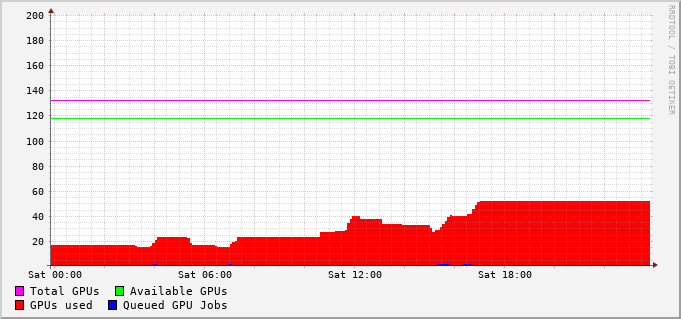 200
180
160
140
120
100
80
60
40
20
Sat 00:00 Sat 06:00 Sat 12:00 Sat 18:00
Total GPUs Available GPUs
GPUs used Queued GPU Jobs
RRDTOOL / TOBI OETIKER